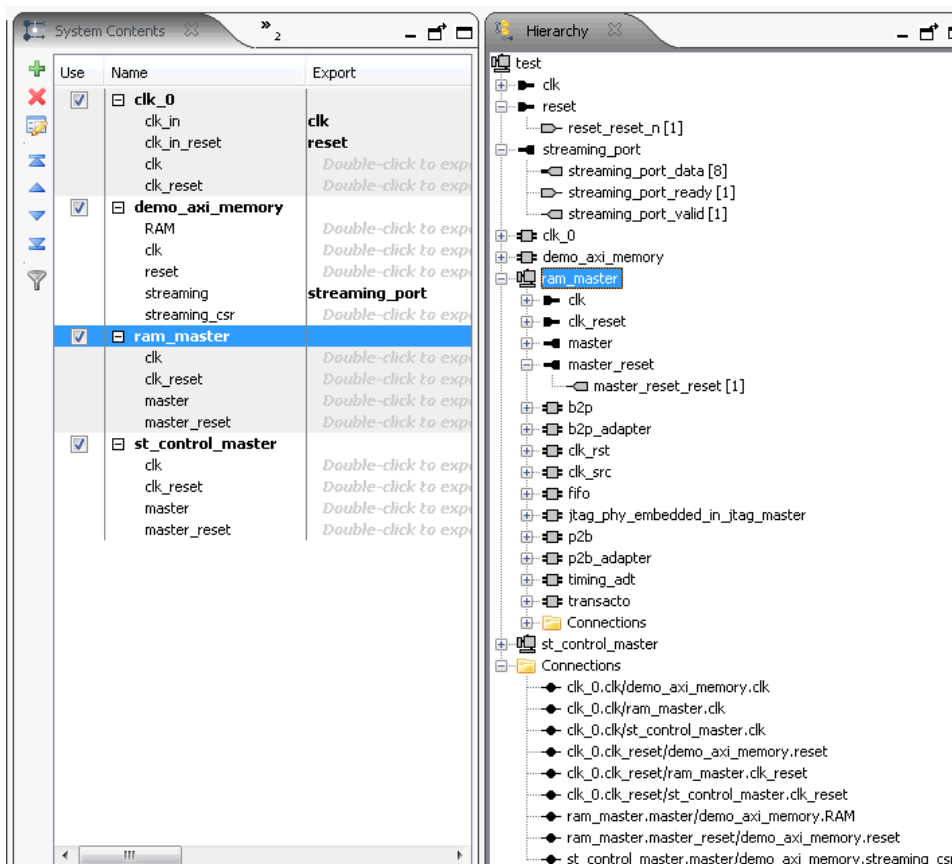 System Contents
2
Use Name Export
clk_0
clk_in clk
clk_in_reset reset
clk Double-click to exp
clk_reset Double-click to exp
demo_axi_memory
RAM Double-click to exp
clk Double-click to exp
reset Double-click to exp
streaming streaming_port
streaming_csr Double-click to exp
ram_master
clk Double-click to exp
clk_reset Double-click to exp
master Double-click to exp
master_reset Double-click to exp
st_control_master
clk Double-click to exp
clk_reset Double-click to exp
master Double-click to exp
master_reset Double-click to exp
Hierarchy
test
clk
reset
reset_reset_n [1]
streaming_port
streaming_port_data [8]
streaming_port_ready [1]
streaming_port_valid [1]
clk_0
demo_axi_memory
ram_master
clk
clk_reset
master
master_reset
master_reset_reset [1]
b2p
b2p_adapter
clk_rst
clk_src
fifo
jtag_phy_embedded_in_jtag_master
p2b
p2b_adapter
timing_adt
transacto
Connections
st_control_master
Connections
clk_0.clk/demo_axi_memory.clk
clk_0.clk/ram_master.clk
clk_0.clk/st_control_master.clk
clk_0.clk_reset/demo_axi_memory.reset
clk_0.clk_reset/ram_master.clk_reset
clk_0.clk_reset/st_control_master.clk_reset
ram_master.master/demo_axi_memory.RAM
ram_master.master_reset/demo_axi_memory.reset
st_control_master.master/demo_axi_memory.streaming_csr